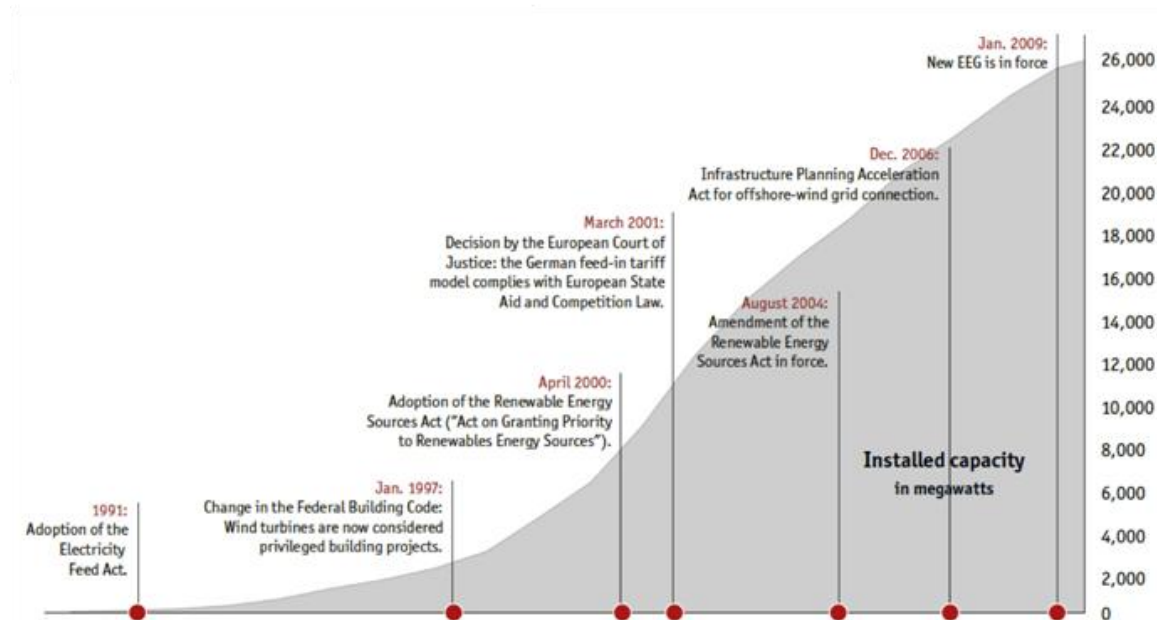 Jan. 2009:
New EEG is in force
Dec. 2006:
Infrastructure Planning Acceleration
Act for offshore-wind grid connection.
March 2001:
Decision by the European Court of
Justice: the German feed-in tariff
model complies with European State
Aid and Competition Law.
August 2004:
Amendment of the
Renewable Energy
Sources Act in force.
April 2000:
Adoption of the Renewable Energy
Sources Act ("Act on Granting Priority
to Renewables Energy Sources").
Jan. 1997:
Change in the Federal Building Code:
Wind turbines are now considered
privileged building projects.
1991:
Adoption of the
Electricity
Feed Act.
Installed capacity
in megawatts
26,000
24,000
22,000
20,000
18,000
16,000
14,000
12,000
10,000
8,000
6,000
4,000
2,000
0